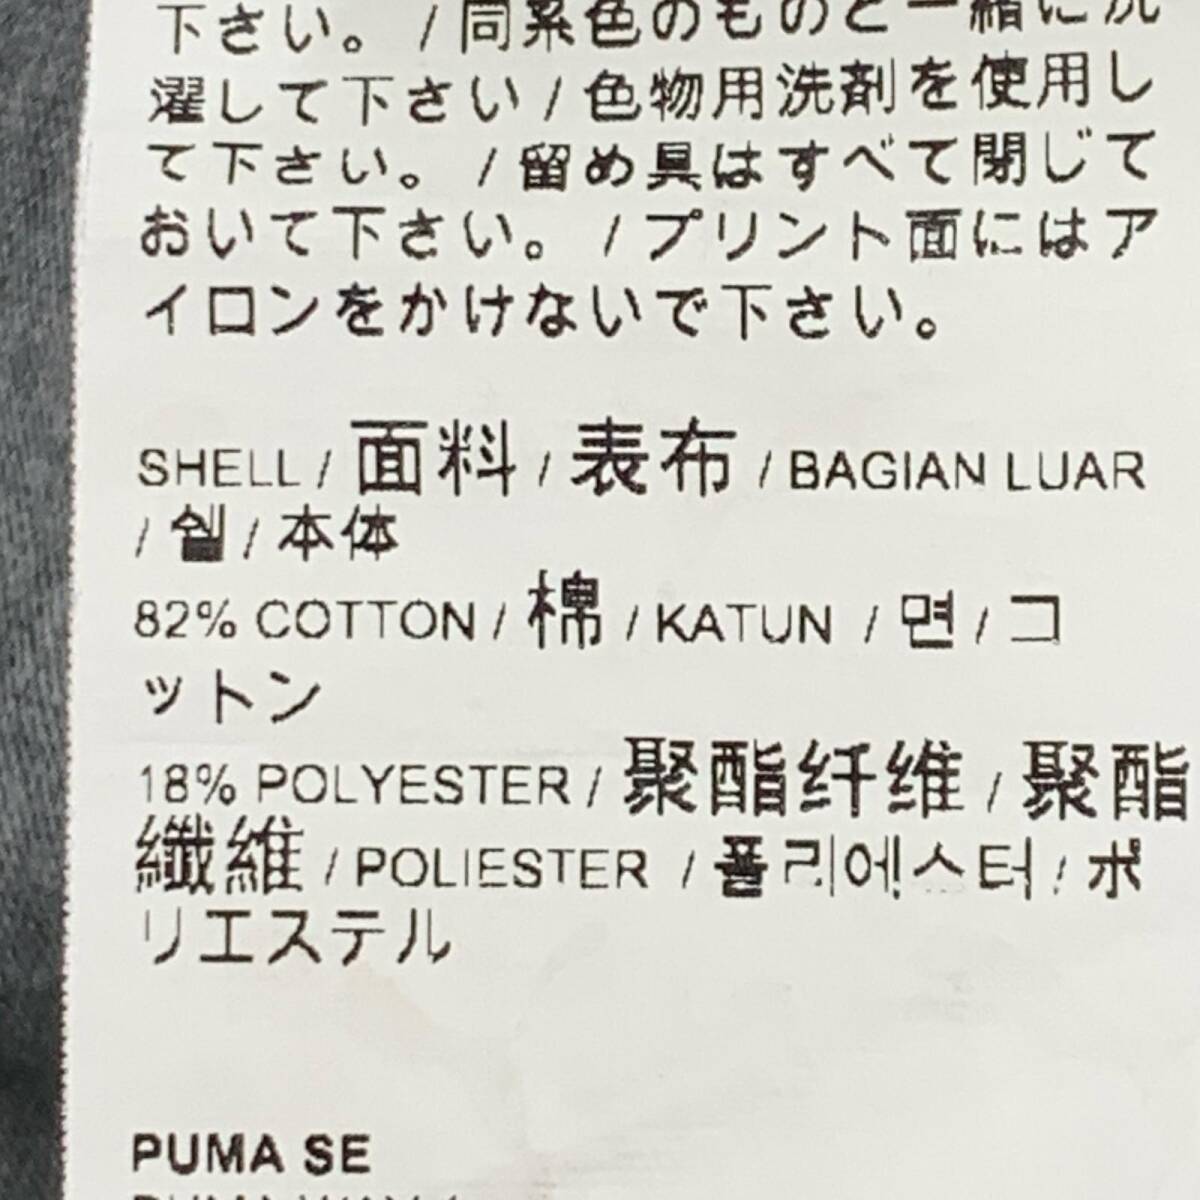 下さい。/同系色のものと一緒に洗
濯して下さい/色物用洗剤を使用し
て下さい。/留め具はすべて閉じて
おいて下さい。/プリント面にはア
イロンをかけないで下さい。
SHELL / 面料 / 表布 / BAGIAN LUAR
/ 쉘 / 本体
82% COTTON / 棉 / KATUN / 면 / コ
ットン
18% POLYESTER / 聚酯纤维 / 聚酯
纖維 / POLIESTER / 폴리에스터 / ポ
リエステル
PUMA SE